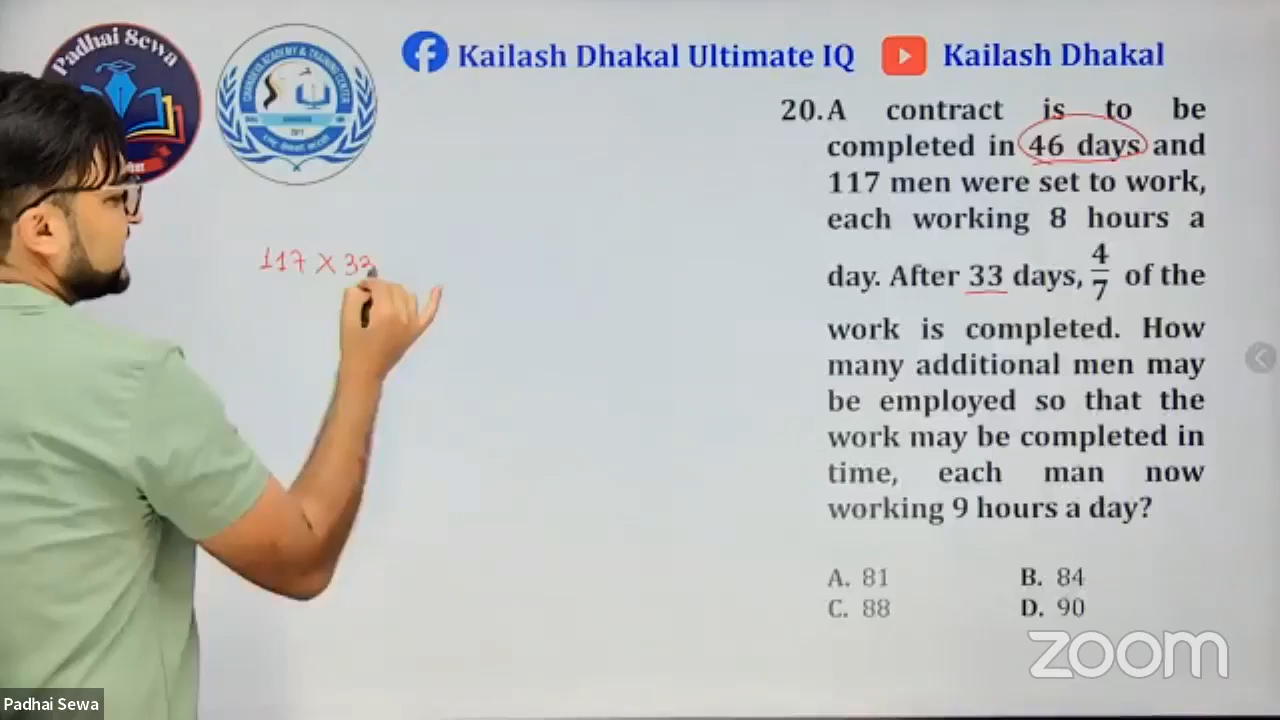 Padhai Sewa
Kailash Dhakal Ultimate IQ
Kailash Dhakal
20. A contract is to be
completed in 46 days and
117 men were set to work,
each working 8 hours a
day. After 33 days, 4/7 of the
work is completed. How
many additional men may
be employed so that the
work may be completed in
time, each man now
working 9 hours a day?
A. 81 B. 84
C. 88 D. 90
117 × 33
zoom
Padhai Sewa